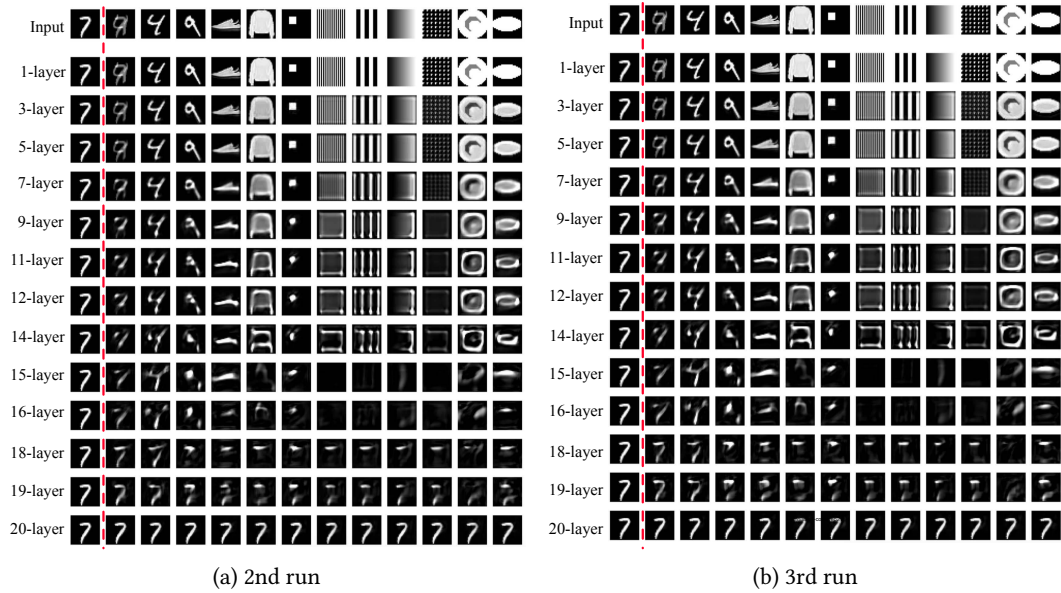 Input
1-layer
3-layer
5-layer
7-layer
9-layer
11-layer
12-layer
14-layer
15-layer
16-layer
18-layer
19-layer
20-layer
(a) 2nd run
Input
1-layer
3-layer
5-layer
7-layer
9-layer
11-layer
12-layer
14-layer
15-layer
16-layer
18-layer
19-layer
20-layer
(b) 3rd run